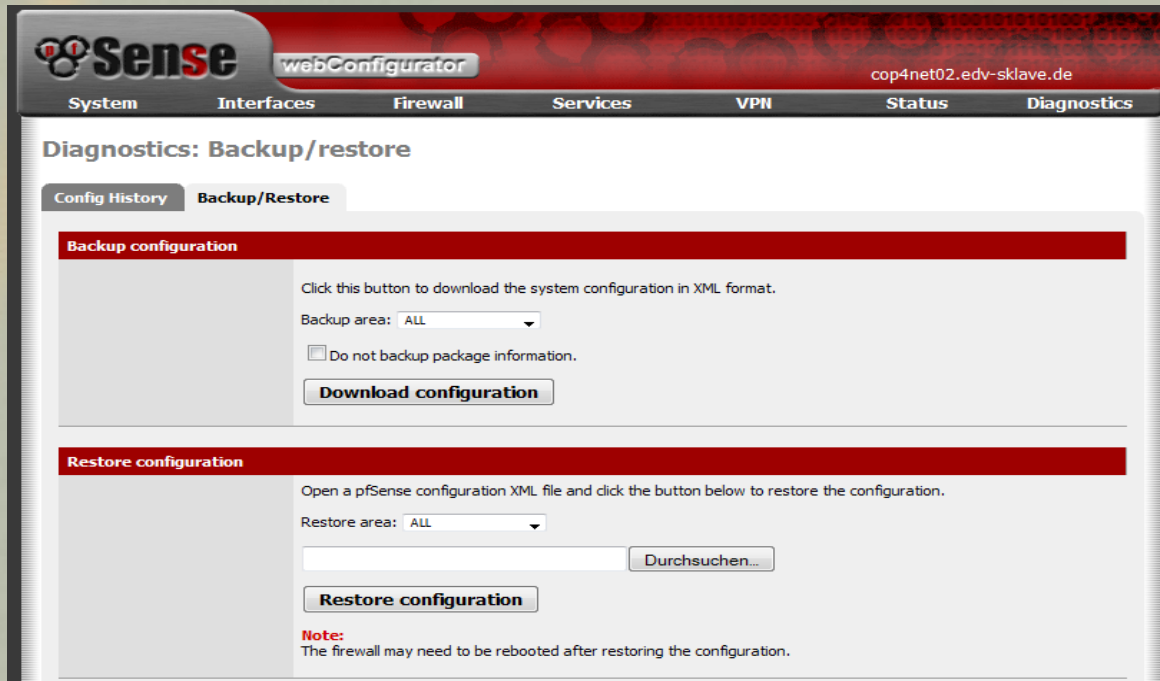 pfSense webConfigurator
cop4net02.edv-sklave.de
System Interfaces Firewall Services VPN Status Diagnostics
Diagnostics: Backup/restore
Config History Backup/Restore
Backup configuration
Click this button to download the system configuration in XML format.
Backup area: ALL
Do not backup package information.
Download configuration
Restore configuration
Open a pfSense configuration XML file and click the button below to restore the configuration.
Restore area: ALL
Durchsuchen...
Restore configuration
Note:
The firewall may need to be rebooted after restoring the configuration.